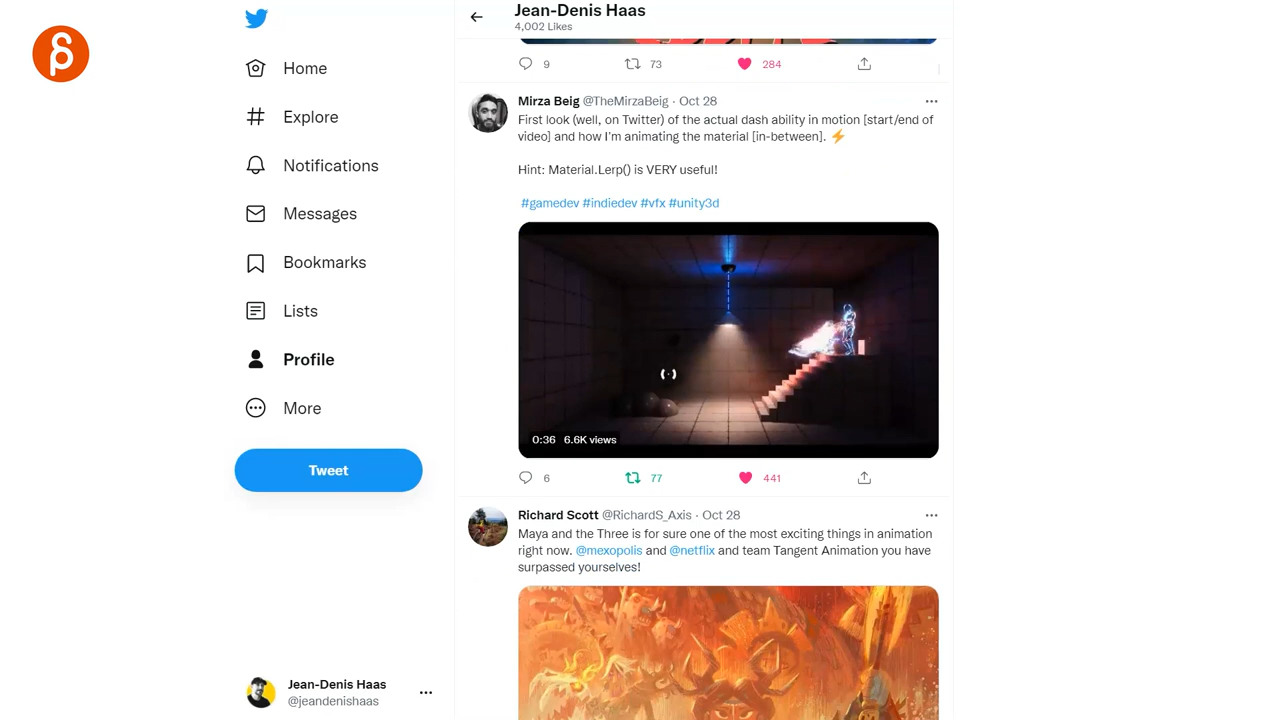 Jean-Denis Haas
4,002 Likes
Home
Explore
Notifications
Messages
Bookmarks
Lists
Profile
More
Tweet
Jean-Denis Haas
@jeandenishaas
9 73 284
Mirza Beig @TheMirzaBeig · Oct 28
First look (well, on Twitter) of the actual dash ability in motion [start/end of
video] and how I'm animating the material [in-between]. ⚡
Hint: Material.Lerp() is VERY useful!
#gamedev #indiedev #vfx #unity3d
0:36 6.6K views
6 77 441
Richard Scott @RichardS_Axis · Oct 28
Maya and the Three is for sure one of the most exciting things in animation
right now. @mexopolis and @netflix and team Tangent Animation you have
surpassed yourselves!